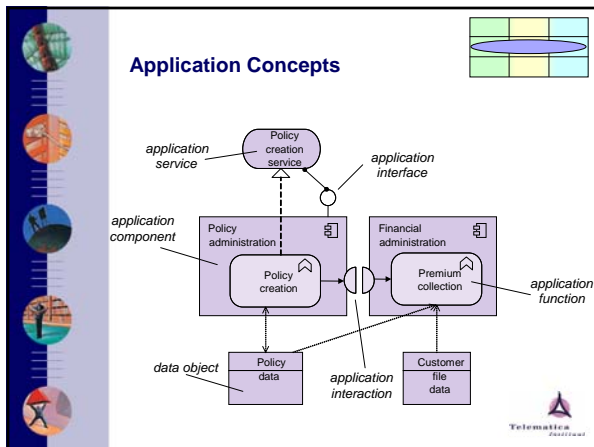 Application Concepts
Policy
creation
service
application
service
application
interface
application
component
Policy
administration
Financial
administration
Policy
creation
Premium
collection
application
function
data object
Policy
data
application
interaction
Customer
file
data
Telematica
Instituut